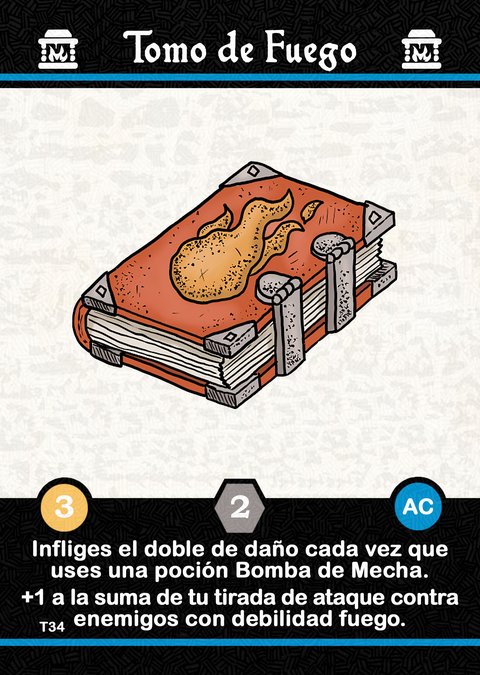 M Tomo de Fuego M
3 2 AC
Infliges el doble de daño cada vez que
uses una poción Bomba de Mecha.
+1 a la suma de tu tirada de ataque contra
T34 enemigos con debilidad fuego.